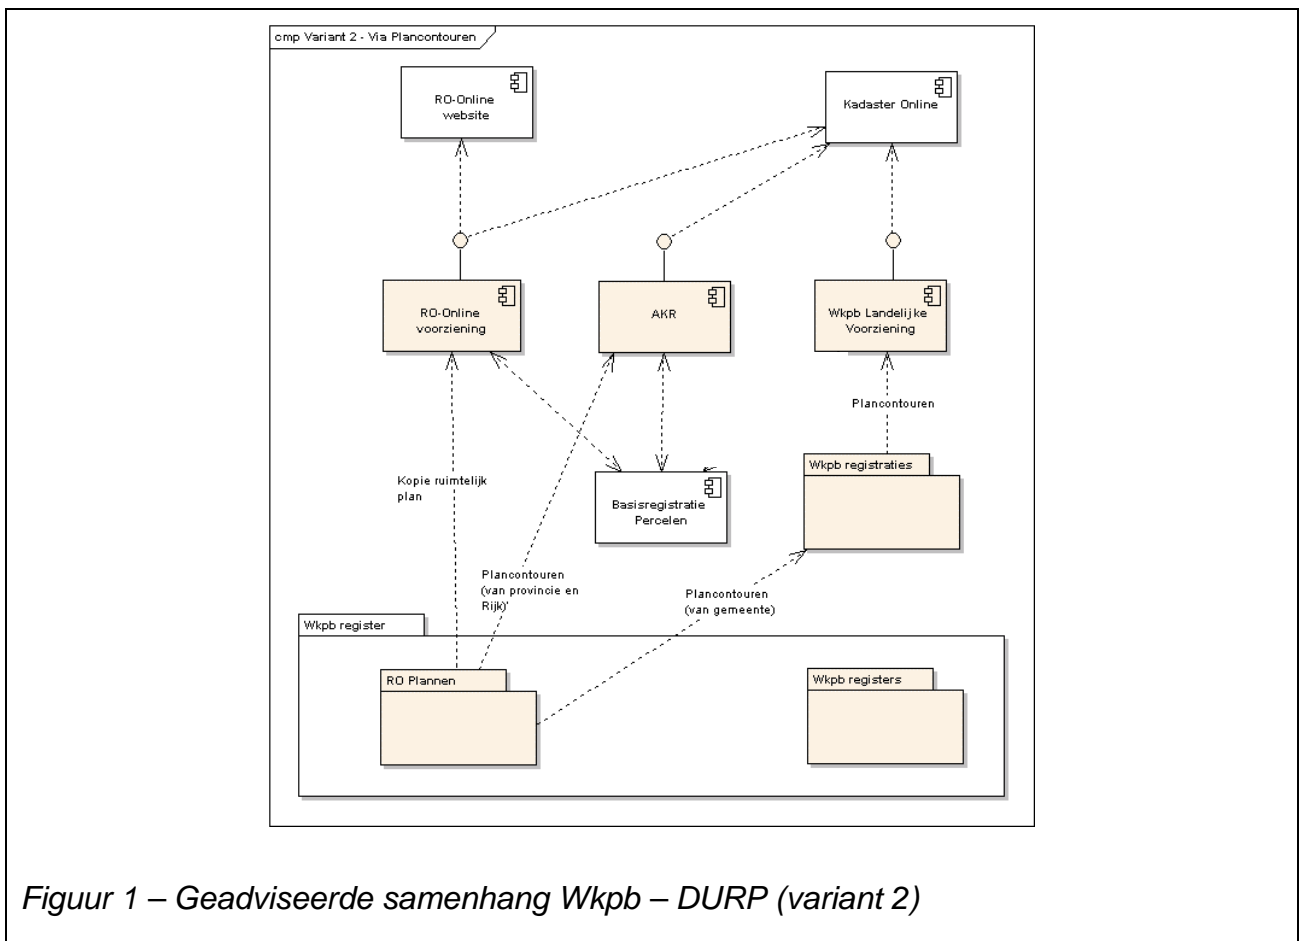 cmp Variant 2 - Via Plancontouren
RO-Online
website
Kadaster Online
RO-Online
voorziening
AKR
Wkpb Landelijke
Voorziening
Plancontouren
Wkpb registraties
Kopie ruimtelijk
plan
Basisregistratie
Percelen
Plancontouren
(van provincie en
Rijk)'
Plancontouren
(van gemeente)
Wkpb register
RO Plannen
Wkpb registers
Figuur 1 – Geadviseerde samenhang Wkpb – DURP (variant 2)